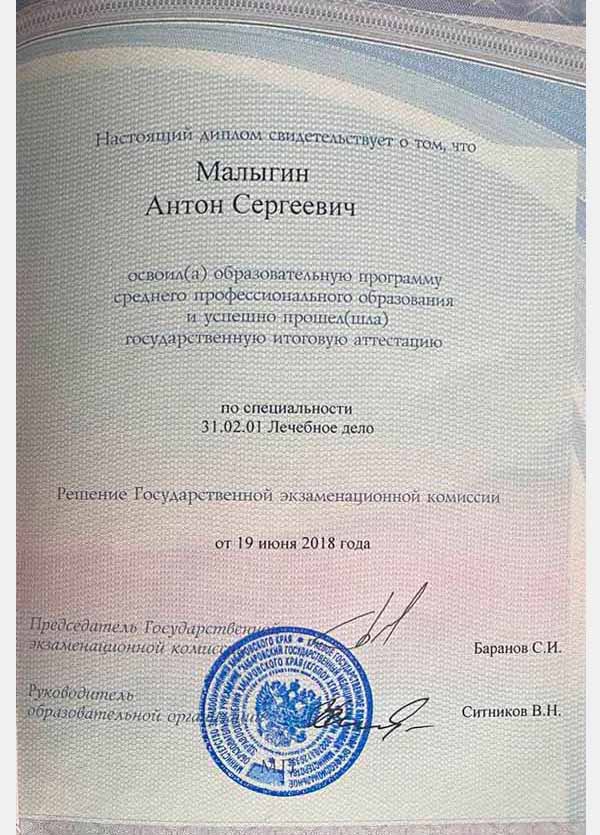 Настоящий диплом свидетельствует о том, что
Малыгин
Антон Сергеевич
освоил(а) образовательную программу
среднего профессионального образования
и успешно прошел(шла)
государственную итоговую аттестацию
по специальности
31.02.01 Лечебное дело
Решение Государственной экзаменационной комиссии
от 19 июня 2018 года
Председатель Государственной
экзаменационной комиссии
Баранов С.И.
Руководитель
образовательной организации
Ситников В.Н.